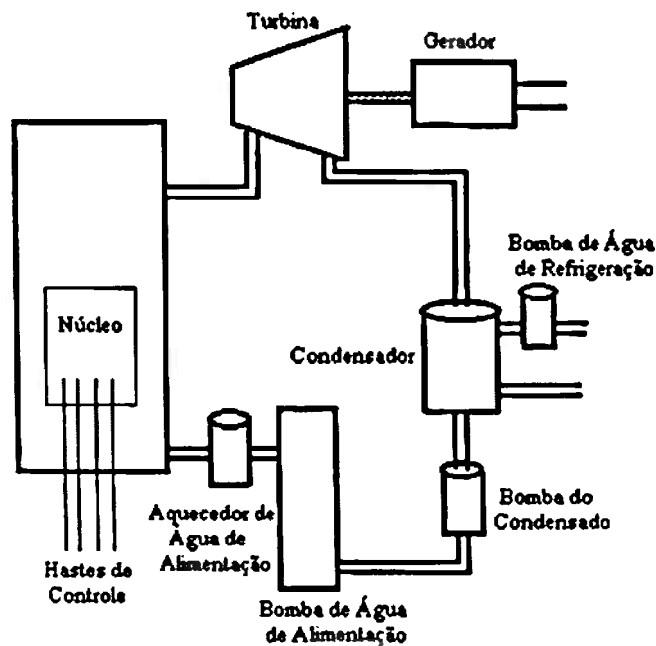 Turbina
Gerador
Bomba de Água
de Refrigeração
Núcleo
Condensador
Bomba do
Condensado
Aquecedor de
Água de
Alimentação
Hastes de
Controle
Bomba de Água
de Alimentação